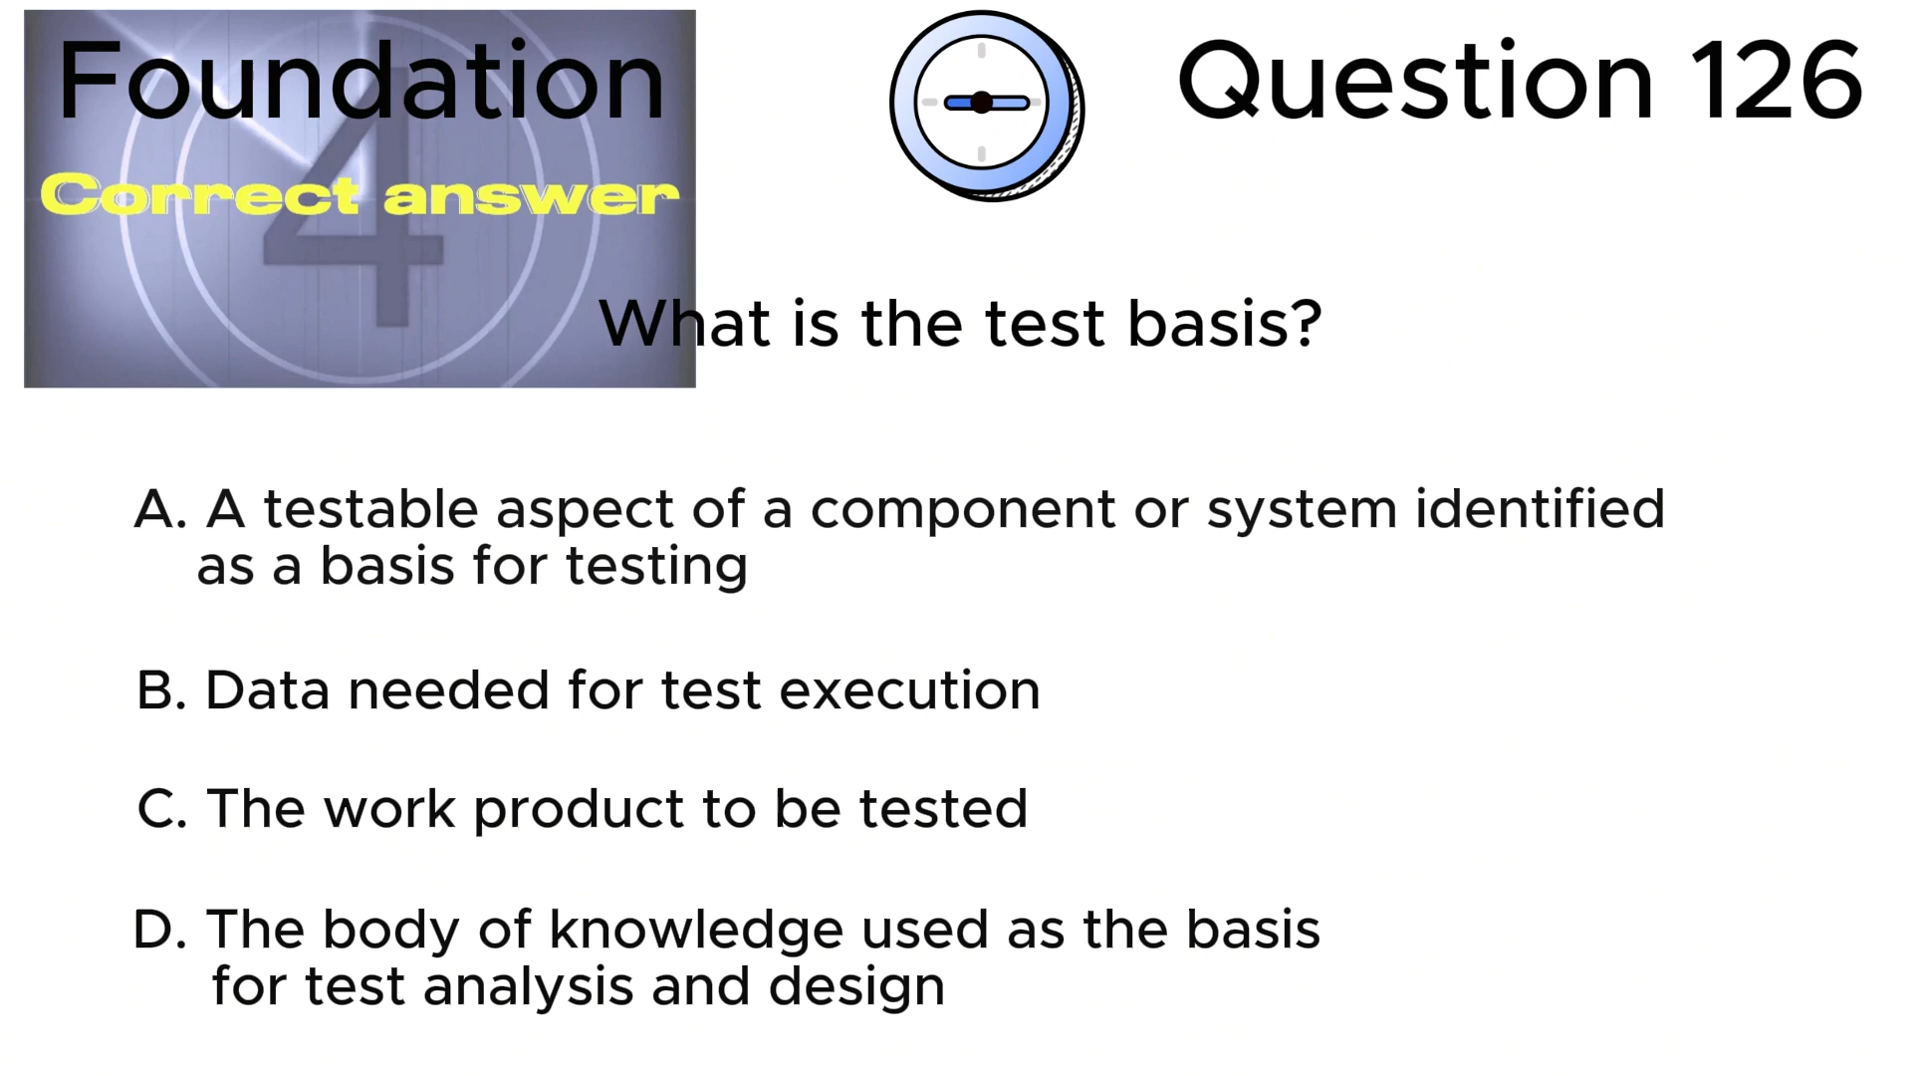 Foundation
Question 126
4
Correct answer
What is the test basis?
A. A testable aspect of a component or system identified
as a basis for testing
B. Data needed for test execution
C. The work product to be tested
D. The body of knowledge used as the basis
for test analysis and design